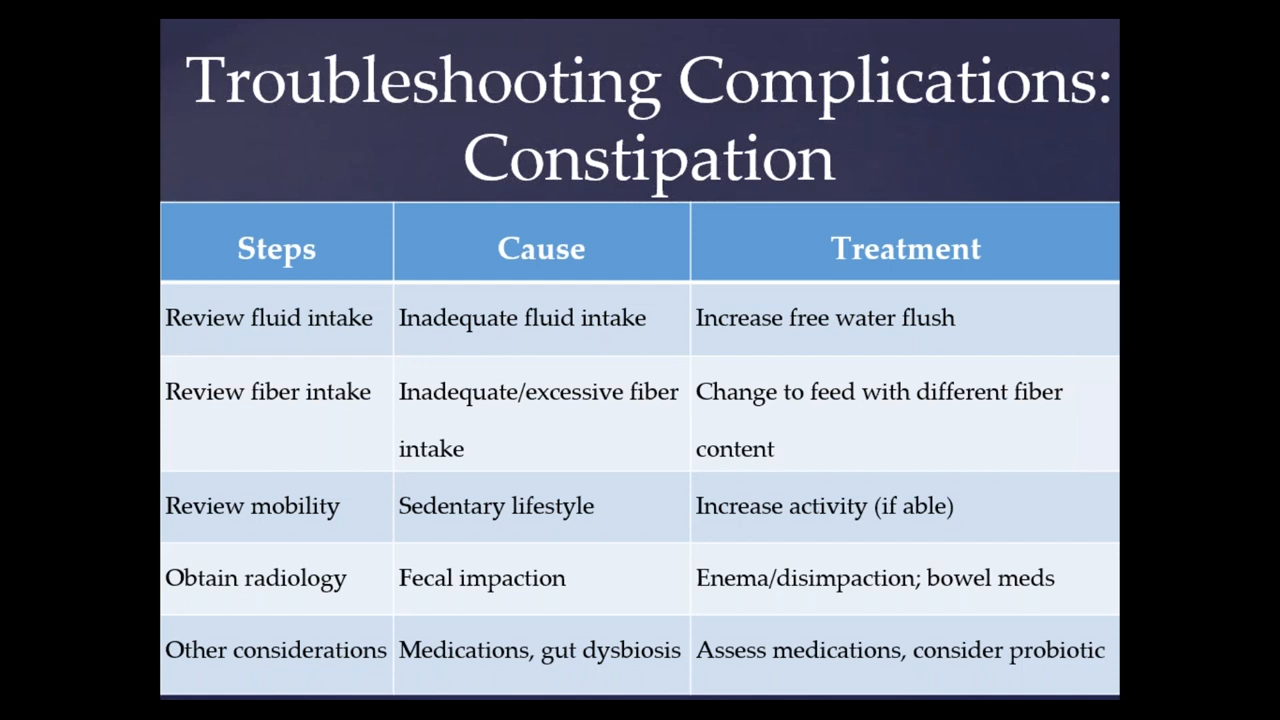 Troubleshooting Complications:
Constipation
Steps Cause Treatment
Review fluid intake Inadequate fluid intake Increase free water flush
Review fiber intake Inadequate/excessive fiber Change to feed with different fiber
intake content
Review mobility Sedentary lifestyle Increase activity (if able)
Obtain radiology Fecal impaction Enema/disimpaction; bowel meds
Other considerations Medications, gut dysbiosis Assess medications, consider probiotic